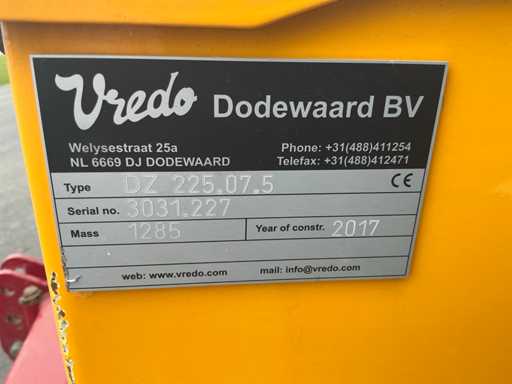 Vredo Dodewaard BV
Welysestraat 25a Phone: +31(488)411254
NL 6669 DJ DODEWAARD Telefax: +31(488)412471
Type DZ 225.07.5 CE
Serial no. 3031.227
Mass 1285 Year of constr. 2017
web: www.vredo.com mail: info@vredo.com